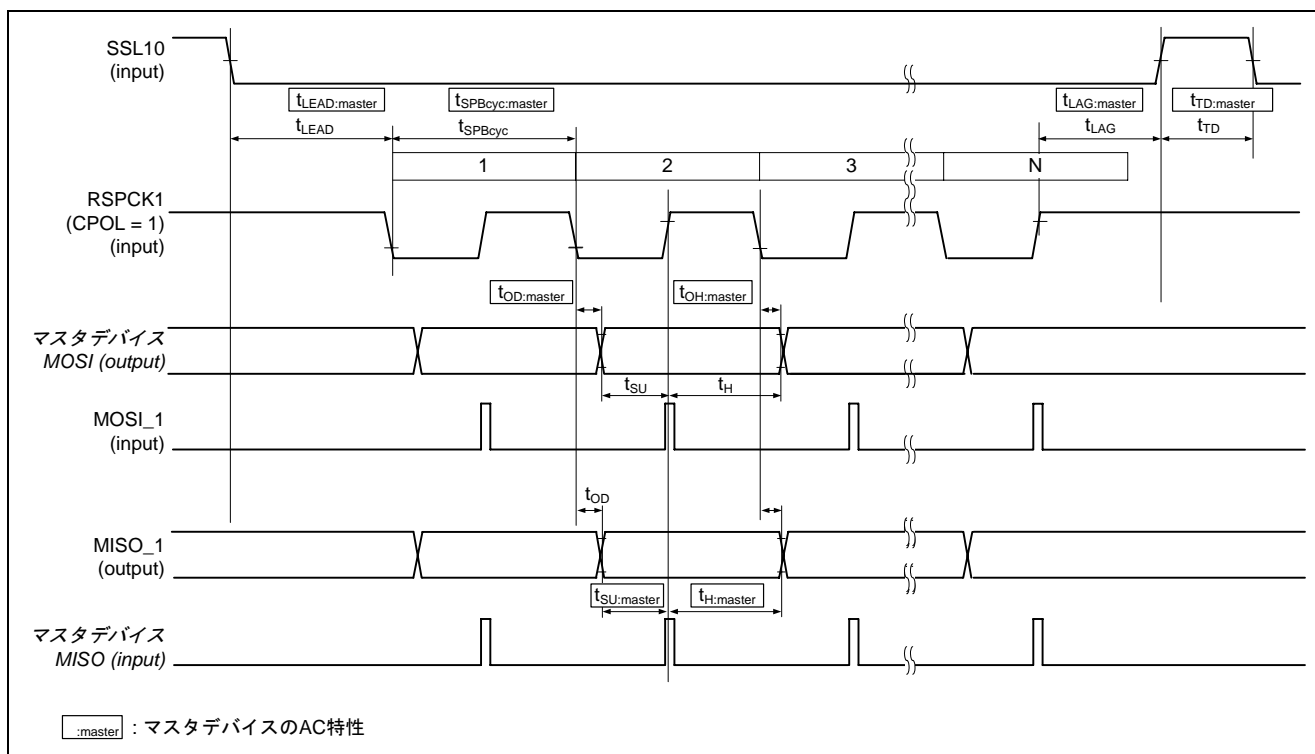 SSL10
(input)
tLEAD:master
tSPBcyc:master
tLAG:master
tTD:master
tLEAD
tSPBcyc
tLAG
tTD
1
2
3
N
RSPCK1
(CPOL = 1)
(input)
tOD:master
tOH:master
マスタデバイス
MOSI (output)
tSU
tH
MOSI_1
(input)
tOD
MISO_1
(output)
tSU:master
tH:master
マスタデバイス
MISO (input)
:master : マスタデバイスのAC特性